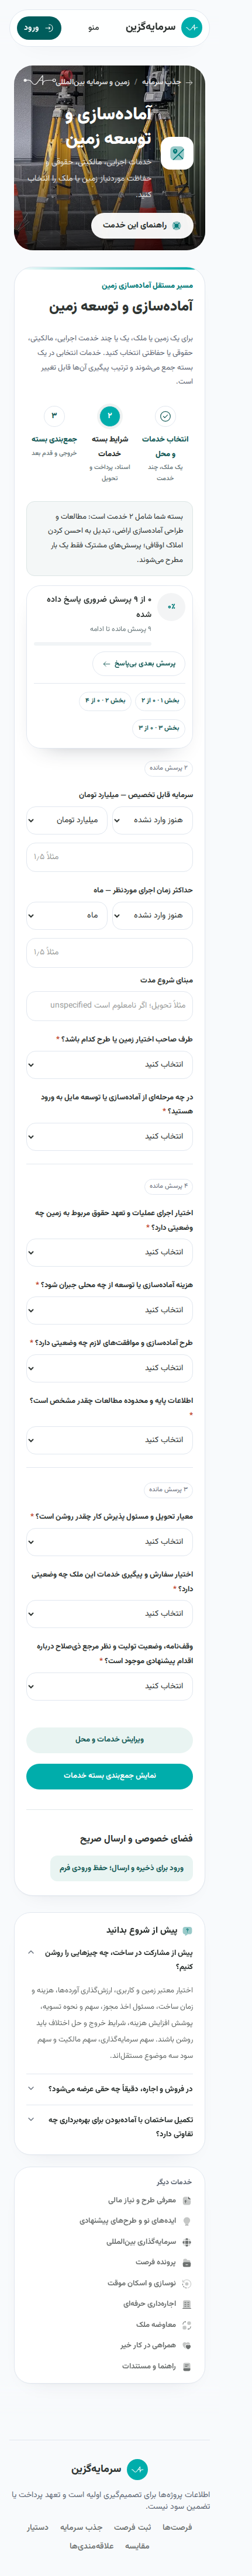 سرمایه‌گزین
منو
ورود
جذب سرمایه / زمین و سرمایه بین‌المللی
آماده‌سازی و
توسعه زمین
خدمات اجرایی، مالکیتی، حقوقی و
حفاظت موردنیاز زمین یا ملک را انتخاب
کنید.
راهنمای این خدمت
مسیر مستقل آماده‌سازی زمین
آماده‌سازی و توسعه زمین
برای یک زمین یا ملک، یک یا چند خدمت اجرایی، مالکیتی،
حقوقی یا حفاظتی انتخاب کنید. خدمات انتخابی در یک
بسته جمع می‌شوند و ترتیب پیگیری آن‌ها قابل تغییر
است.
انتخاب خدمات
و محل
یک ملک، چند
خدمت
۲
شرایط بسته
خدمات
اسناد، پرداخت و
تحویل
۳
جمع‌بندی بسته
خروجی و قدم بعد
بسته شما شامل ۲ خدمت است: مطالعات و
طراحی آماده‌سازی اراضی، تبدیل به احسن کردن
املاک اوقافی؛ پرسش‌های مشترک فقط یک بار
پرسیده می‌شوند.
۰٪
۰ از ۹ پرسش ضروری پاسخ داده
شده
۹ پرسش مانده تا ادامه
پرسش بعدی بی‌پاسخ
بخش ۱ · ۰ از ۲
بخش ۲ · ۰ از ۴
بخش ۳ · ۰ از ۳
۲ پرسش مانده
سرمایه قابل تخصیص — میلیارد تومان
هنوز وارد نشده
میلیارد تومان
مثلاً ۱٫۵
حداکثر زمان اجرای موردنظر — ماه
هنوز وارد نشده
ماه
مثلاً ۱٫۵
مبنای شروع مدت
مثلاً تحویل؛ اگر نامعلوم است unspecified
طرف صاحب اختیار زمین یا طرح کدام باشد؟ *
انتخاب کنید
در چه مرحله‌ای از آماده‌سازی یا توسعه مایل به ورود
هستید؟ *
انتخاب کنید
۴ پرسش مانده
اختیار اجرای عملیات و تعهد حقوق مربوط به زمین چه
وضعیتی دارد؟ *
انتخاب کنید
هزینه آماده‌سازی یا توسعه از چه محلی جبران شود؟ *
انتخاب کنید
طرح آماده‌سازی و موافقت‌های لازم چه وضعیتی دارد؟ *
انتخاب کنید
اطلاعات پایه و محدوده مطالعات چقدر مشخص است؟
*
انتخاب کنید
۳ پرسش مانده
معیار تحویل و مسئول پذیرش کار چقدر روشن است؟ *
انتخاب کنید
اختیار سفارش و پیگیری خدمات این ملک چه وضعیتی
دارد؟ *
انتخاب کنید
وقف‌نامه، وضعیت تولیت و نظر مرجع ذی‌صلاح درباره
اقدام پیشنهادی موجود است؟ *
انتخاب کنید
ویرایش خدمات و محل
نمایش جمع‌بندی بسته خدمات
فضای خصوصی و ارسال صریح
ورود برای ذخیره و ارسال؛ حفظ ورودی فرم
پیش از شروع بدانید
پیش از مشارکت در ساخت، چه چیزهایی را روشن
کنیم؟
اختیار معتبر زمین و کاربری، ارزش‌گذاری آورده‌ها، هزینه و
زمان ساخت، مسئول اخذ مجوز، سهم و نحوه تسویه،
پوشش افزایش هزینه، شرایط خروج و حل اختلاف باید
روشن باشند. سهم سرمایه‌گذاری، سهم مالکیت و سهم
سود سه موضوع مستقل‌اند.
در فروش و اجاره، دقیقاً چه حقی عرضه می‌شود؟
تکمیل ساختمان با آماده‌بودن برای بهره‌برداری چه
تفاوتی دارد؟
خدمات دیگر
معرفی طرح و نیاز مالی
ایده‌های نو و طرح‌های پیشنهادی
سرمایه‌گذاری بین‌المللی
پرونده فرصت
نوسازی و اسکان موقت
اجاره‌داری حرفه‌ای
معاوضه ملک
همراهی در کار خیر
راهنما و مستندات
سرمایه‌گزین
اطلاعات پروژه‌ها برای تصمیم‌گیری اولیه است و تعهد پرداخت یا
تضمین سود نیست.
فرصت‌ها
ثبت فرصت
جذب سرمایه
دستیار
مقایسه
علاقه‌مندی‌ها